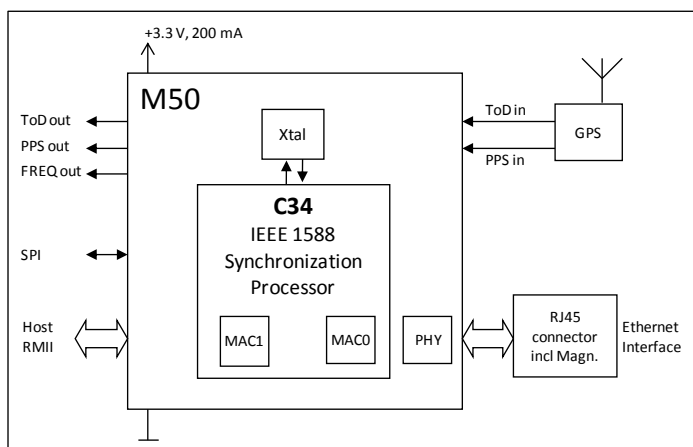 +3.3 V, 200 mA
M50
ToD out
PPS out
FREQ out
SPI
Host
RMII
Xtal
C34
IEEE 1588
Synchronization
Processor
MAC1
MAC0
PHY
ToD in
PPS in
GPS
RJ45
connector
incl Magn.
Ethernet
Interface